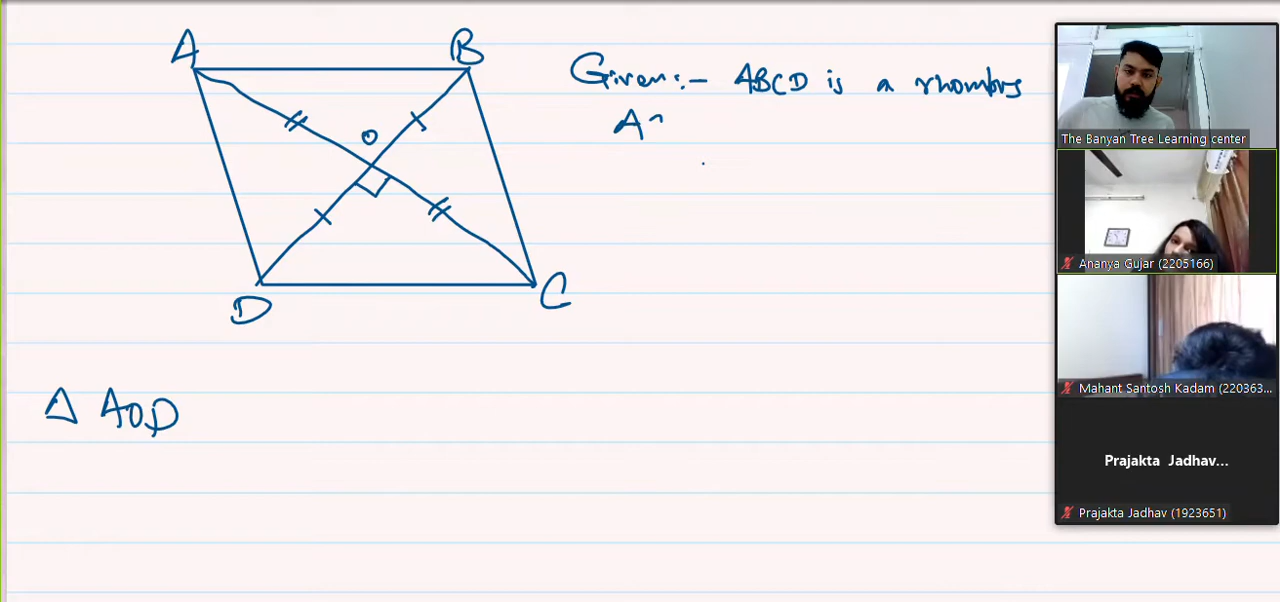 A
B
Given:- ABCD is a rhombus
O
D
C
Δ AOD
The Banyan Tree Learning center
Ananya Gujar (2205166)
Mahant Santosh Kadam (220363...
Prajakta Jadhav...
Prajakta Jadhav (1923651)